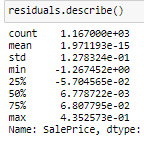 residuals.describe()
count 1.167000e+03
mean 1.971193e-15
std 1.278324e-01
min -1.267452e+00
25% -5.704565e-02
50% 6.778722e-03
75% 6.807795e-02
max 4.352573e-01
Name: SalePrice, dtype: